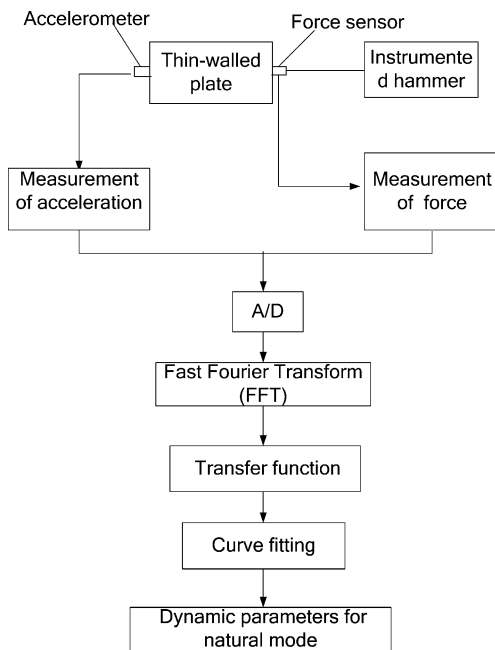 Accelerometer
Force sensor
Thin-walled
plate
Instrumente
d hammer
Measurement
of acceleration
Measurement
of force
A/D
Fast Fourier Transform
(FFT)
Transfer function
Curve fitting
Dynamic parameters for
natural mode